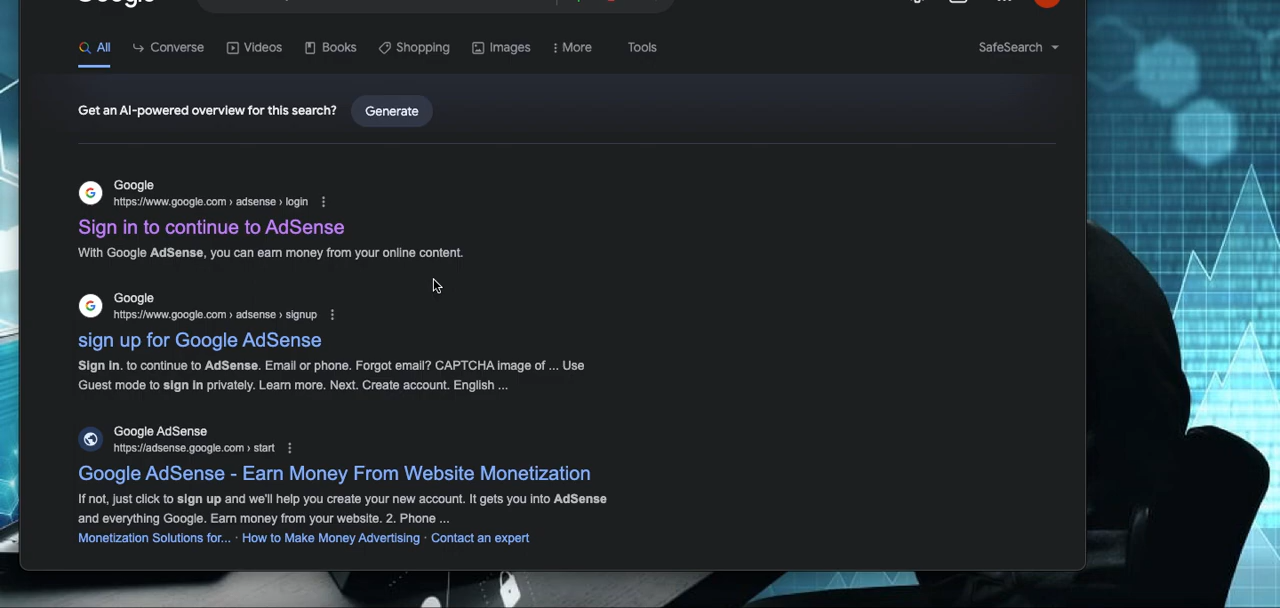 Google
All Converse Videos Books Shopping Images More Tools SafeSearch
Get an AI-powered overview for this search? Generate
Google
https://www.google.com › adsense › login
Sign in to continue to AdSense
With Google AdSense, you can earn money from your online content.
Google
https://www.google.com › adsense › signup
sign up for Google AdSense
Sign in. to continue to AdSense. Email or phone. Forgot email? CAPTCHA image of ... Use
Guest mode to sign in privately. Learn more. Next. Create account. English ...
Google AdSense
https://adsense.google.com › start
Google AdSense - Earn Money From Website Monetization
If not, just click to sign up and we'll help you create your new account. It gets you into AdSense
and everything Google. Earn money from your website. 2. Phone ...
Monetization Solutions for... · How to Make Money Advertising · Contact an expert